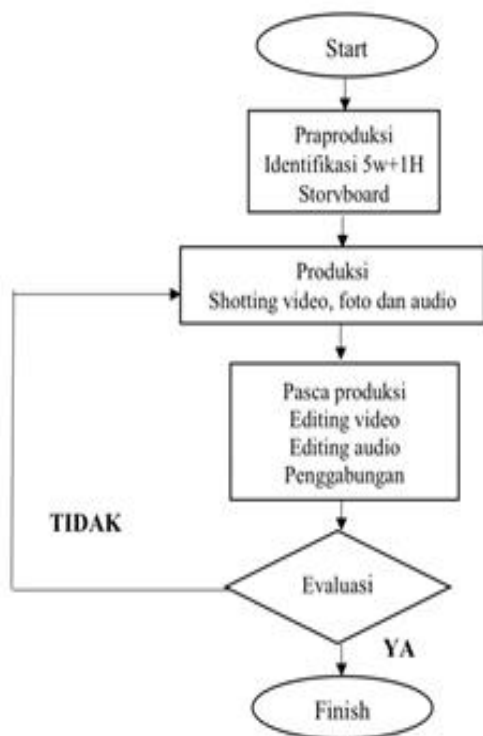 Start
Praproduksi
Identifikasi 5w+1H
Storyboard
Produksi
Shotting video, foto dan audio
Pasca produksi
Editing video
Editing audio
Penggabungan
TIDAK
Evaluasi
YA
Finish